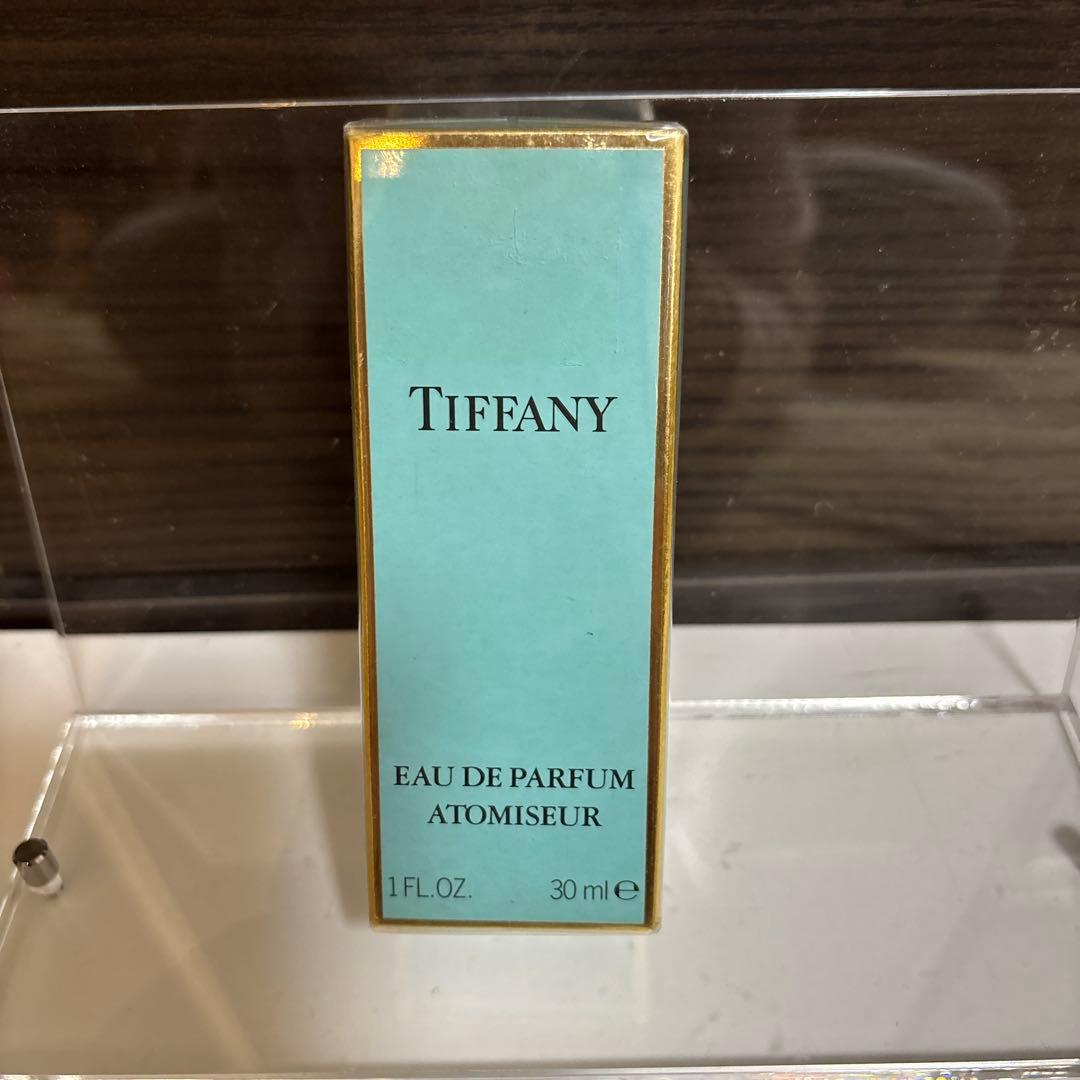 TIFFANY
EAU DE PARFUM
ATOMISEUR
1 FL.OZ. 30 ml ℮